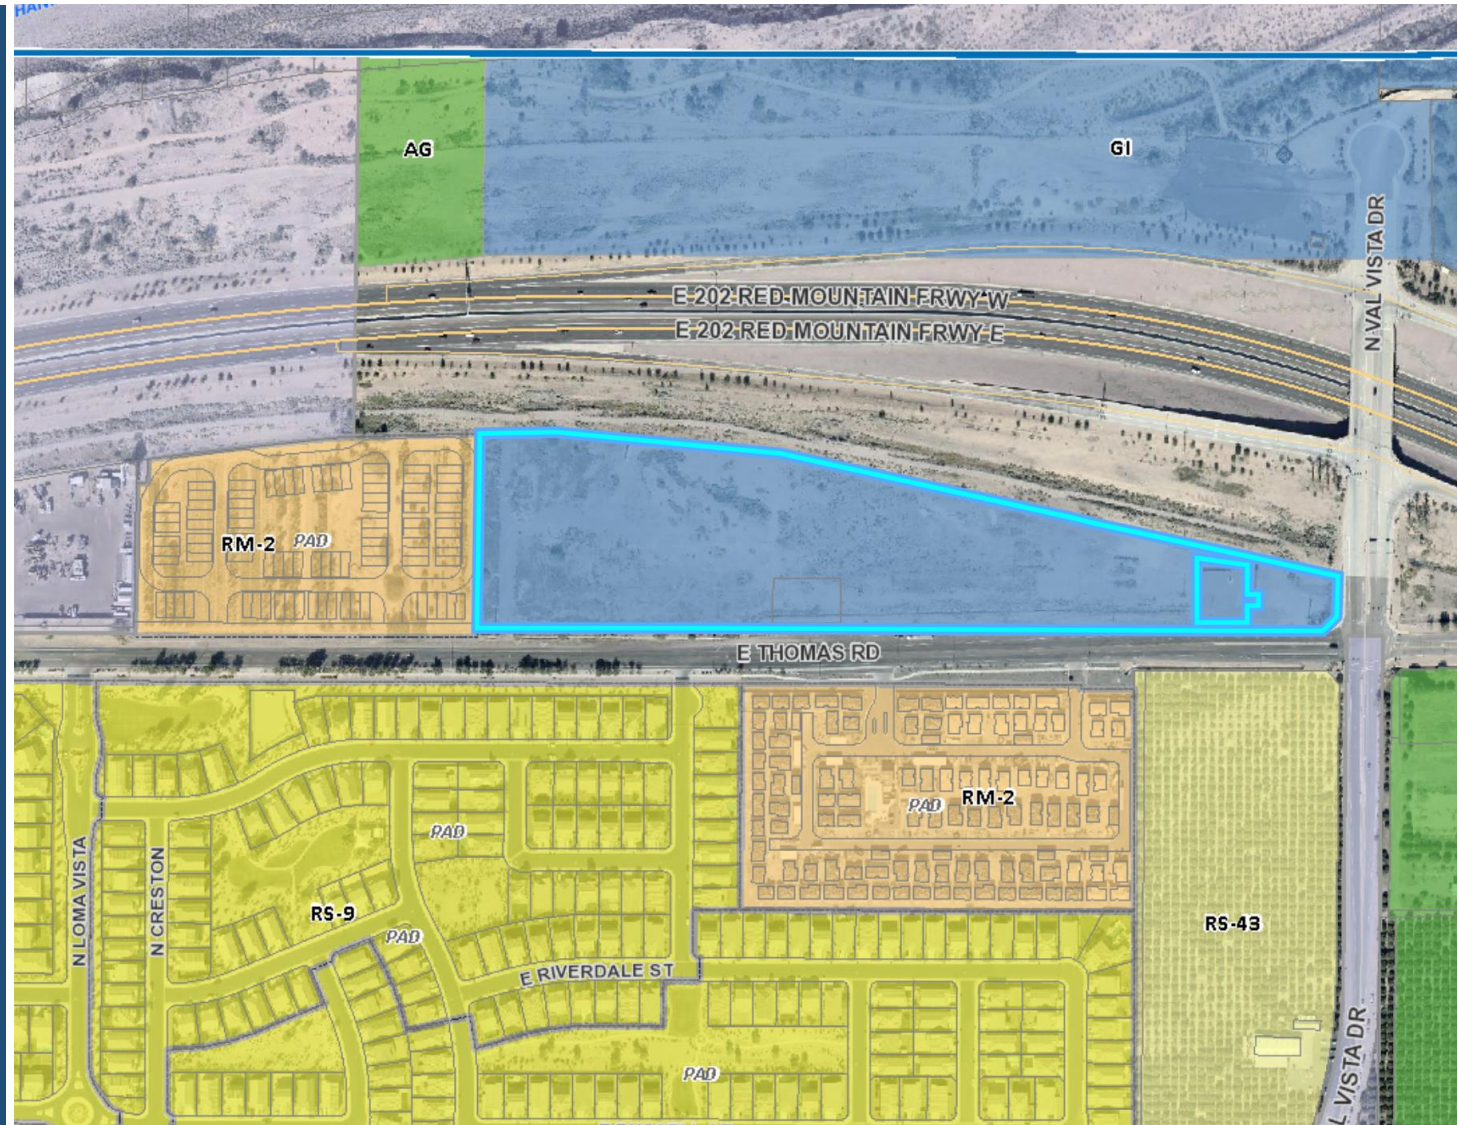 AG
GI
N VAL VISTA DR
E 202 RED MOUNTAIN FRWY W
E 202 RED MOUNTAIN FRWY E
RM-2 PAD
E THOMAS RD
PAD RM-2
PAD
N LOMA VISTA
N CRESTON
RS-9
PAD
RS-43
E RIVERDALE ST
PAD
L VISTA DR